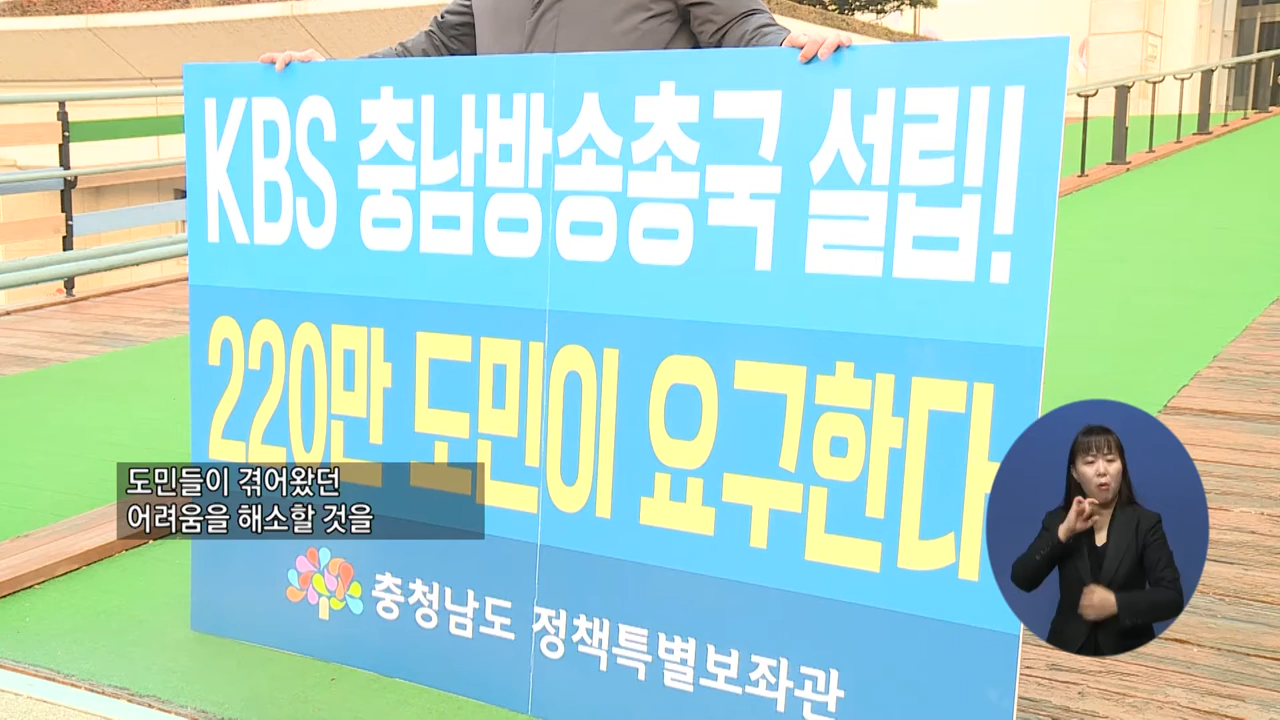 KBS 충남방송총국 설립!
220만 도민이 요구한다
도민들이 겪어왔던
어려움을 해소할 것을
충청남도 정책특별보좌관